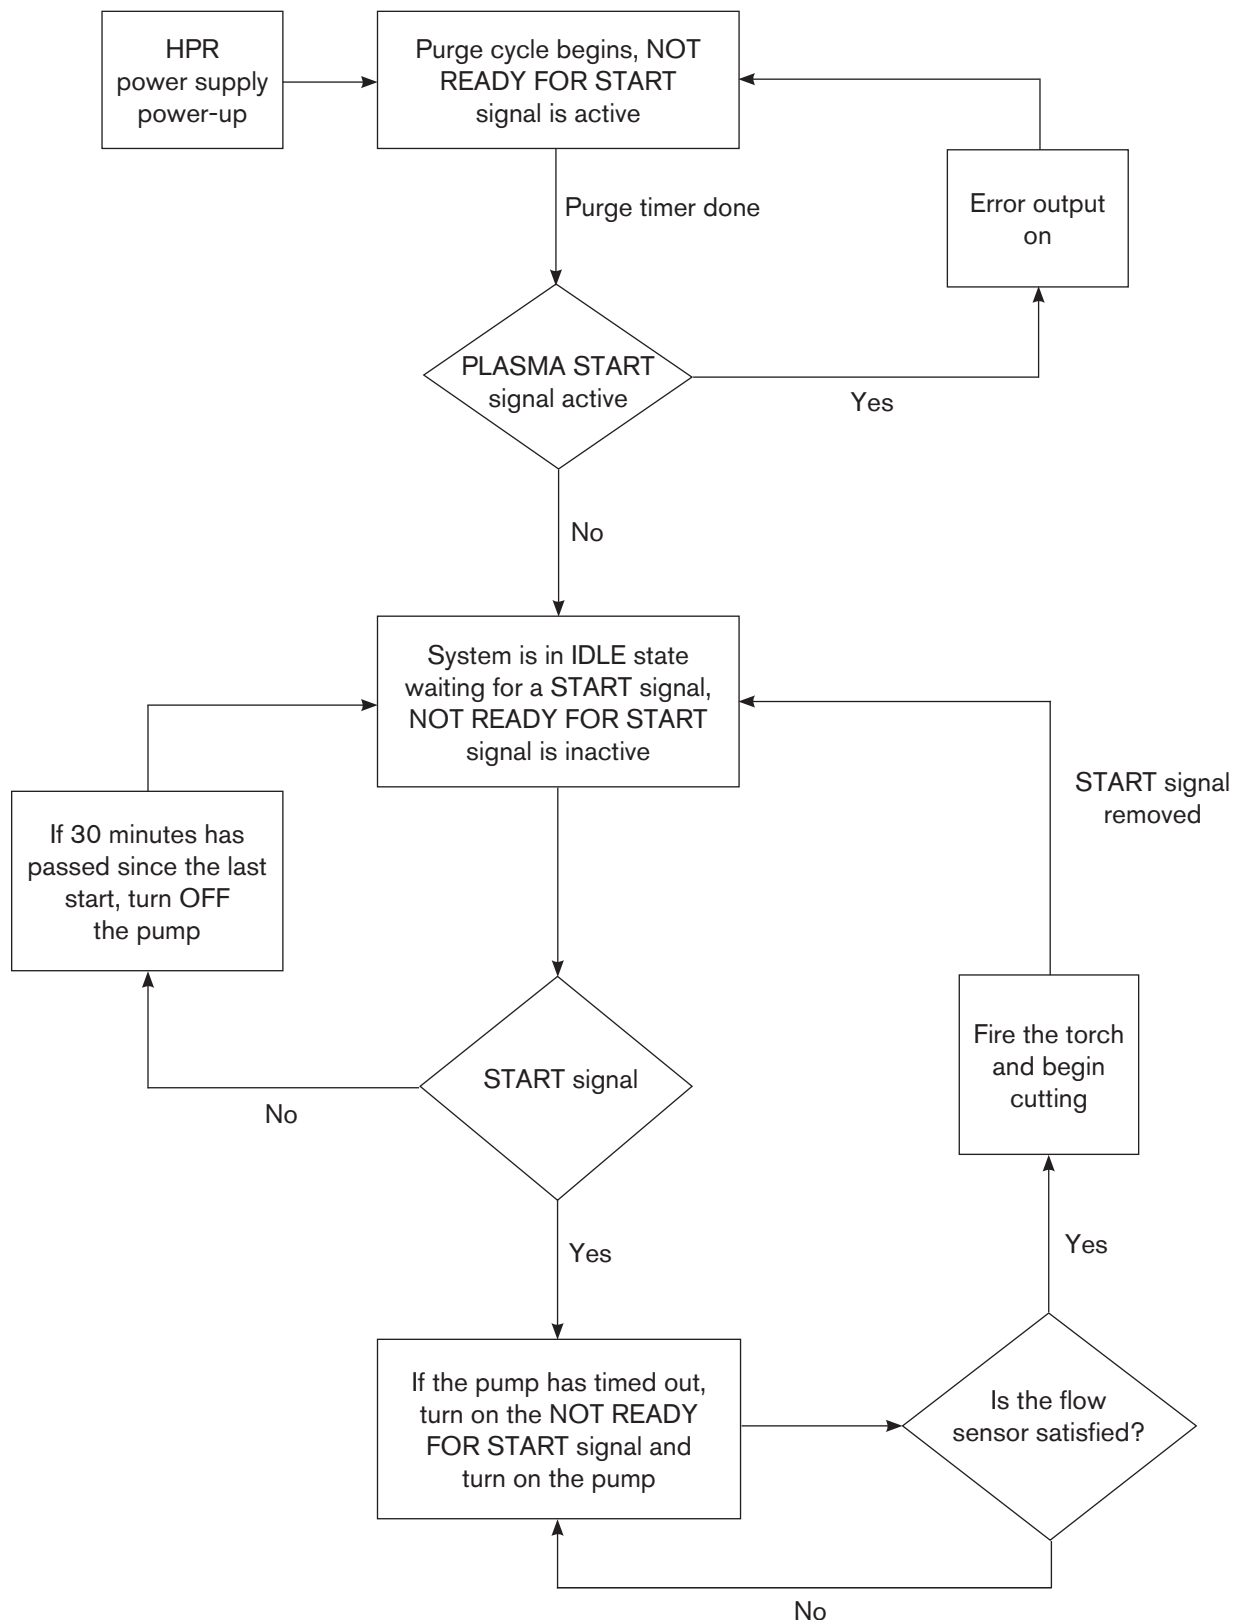 HPR
power supply
power-up
Purge cycle begins, NOT
READY FOR START
signal is active
Error output
on
Purge timer done
PLASMA START
signal active
Yes
No
System is in IDLE state
waiting for a START signal,
NOT READY FOR START
signal is inactive
START signal
removed
If 30 minutes has
passed since the last
start, turn OFF
the pump
START signal
No
Fire the torch
and begin
cutting
Yes
Yes
If the pump has timed out,
turn on the NOT READY
FOR START signal and
turn on the pump
Is the flow
sensor satisfied?
No